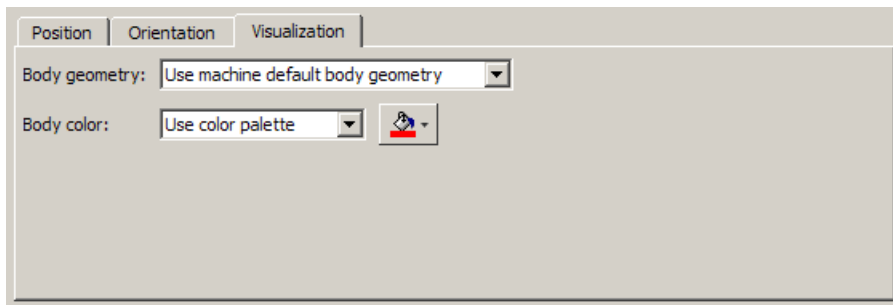 Position Orientation Visualization
Body geometry: Use machine default body geometry
Body color: Use color palette